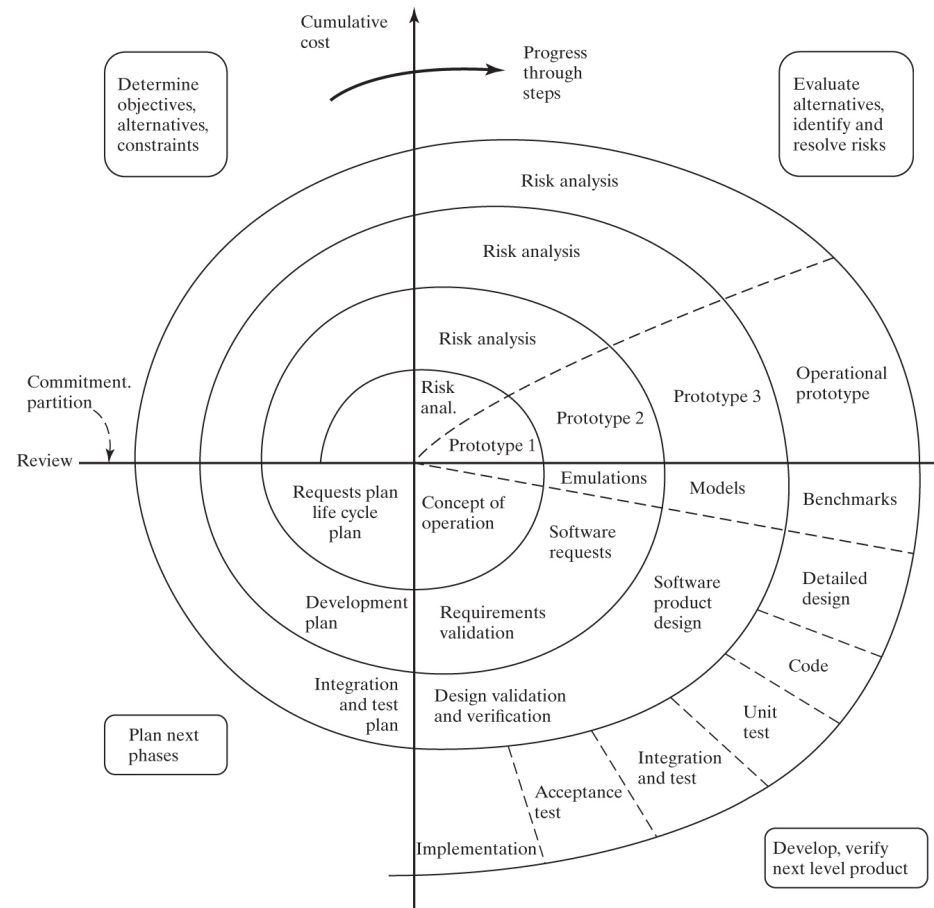 Cumulative
cost
Progress
through
steps
Determine
objectives,
alternatives,
constraints
Evaluate
alternatives,
identify and
resolve risks
Risk analysis
Risk analysis
Risk analysis
Risk
anal.
Operational
prototype
Prototype 3
Prototype 2
Prototype 1
Commitment.
partition
Review
Requests plan
life cycle
plan
Concept of
operation
Emulations
Models
Benchmarks
Software
requests
Detailed
design
Software
product
design
Development
plan
Requirements
validation
Code
Integration
and test
plan
Design validation
and verification
Unit
test
Integration
and test
Acceptance
test
Implementation
Plan next
phases
Develop, verify
next level product